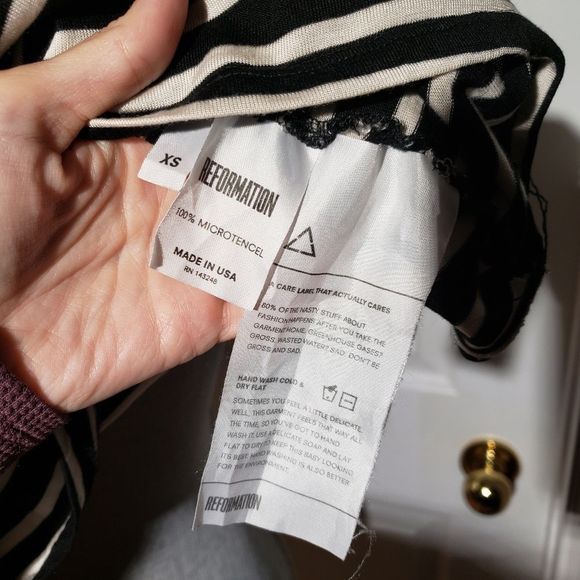 XS
REFORMATION
100% MICROTENCEL
MADE IN USA
RN 143248
A CARE LABEL THAT ACTUALLY CARES
60% OF THE NASTY STUFF ABOUT
FASHION HAPPENS AFTER YOU TAKE THE
GARMENT HOME. GREENHOUSE GASES?
GROSS. WASTED WATER? SAD. DON'T BE
GROSS AND SAD.
HAND WASH COLD &
DRY FLAT
SOMETIMES YOU FEEL A LITTLE DELICATE.
WELL, THIS GARMENT FEELS THAT WAY ALL
THE TIME, SO YOU'VE GOT TO HAND
WASH IT. USE A DELICATE SOAP AND LAY
FLAT TO DRY TO KEEP THIS BABY LOOKING
ITS BEST. HAND WASHING IS ALSO BETTER
FOR THE ENVIRONMENT.
REFORMATION